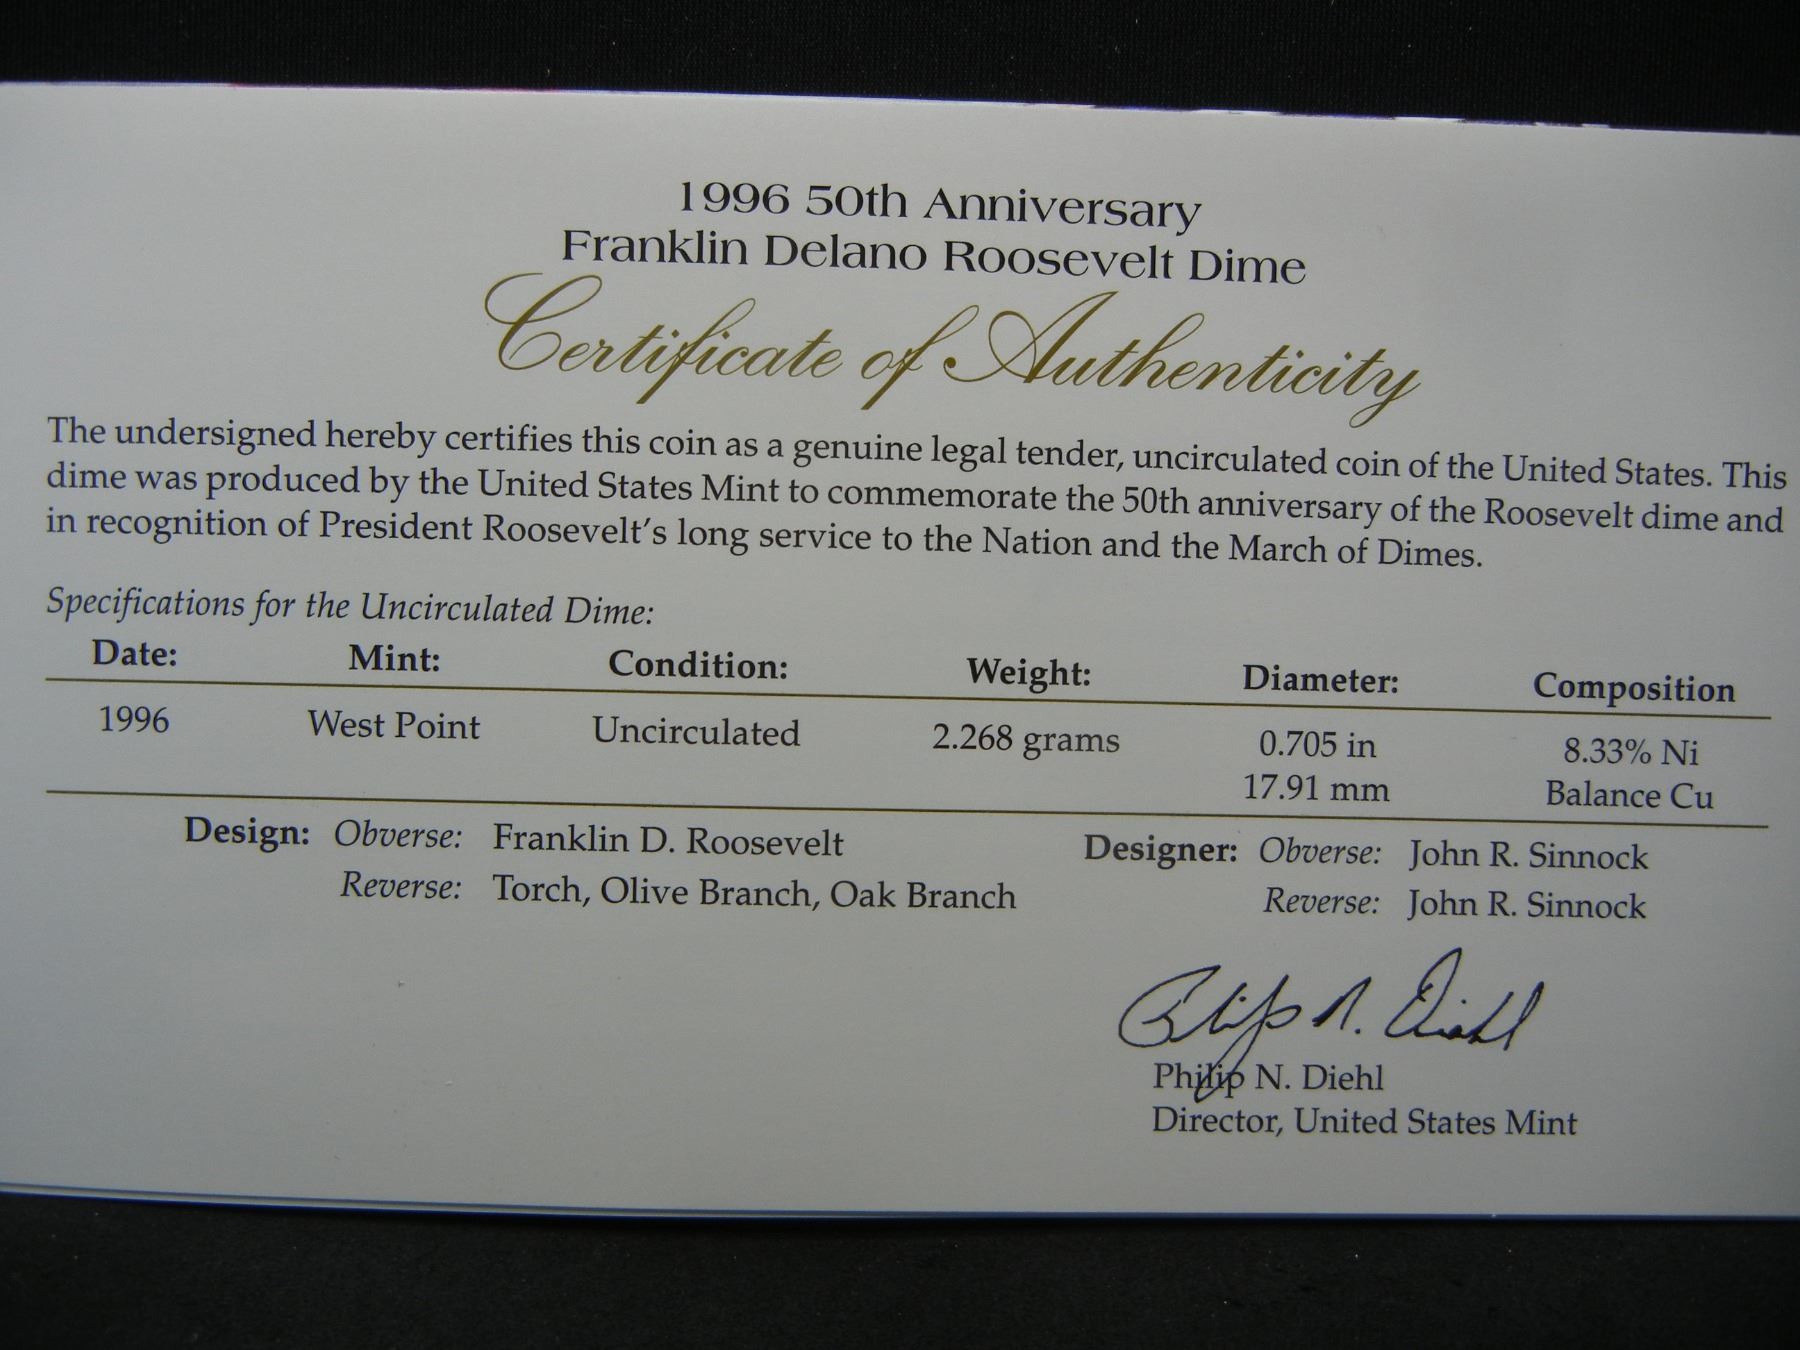 1996 50th Anniversary
Franklin Delano Roosevelt Dime
Certificate of Authenticity
The undersigned hereby certifies this coin as a genuine legal tender, uncirculated coin of the United States. This
dime was produced by the United States Mint to commemorate the 50th anniversary of the Roosevelt dime and
in recognition of President Roosevelt's long service to the Nation and the March of Dimes.
Specifications for the Uncirculated Dime:
Date: Mint: Condition: Weight: Diameter: Composition
1996 West Point Uncirculated 2.268 grams 0.705 in 8.33% Ni
17.91 mm Balance Cu
Design: Obverse: Franklin D. Roosevelt Designer: Obverse: John R. Sinnock
Reverse: Torch, Olive Branch, Oak Branch Reverse: John R. Sinnock
Philip N. Diehl
Philip N. Diehl
Director, United States Mint